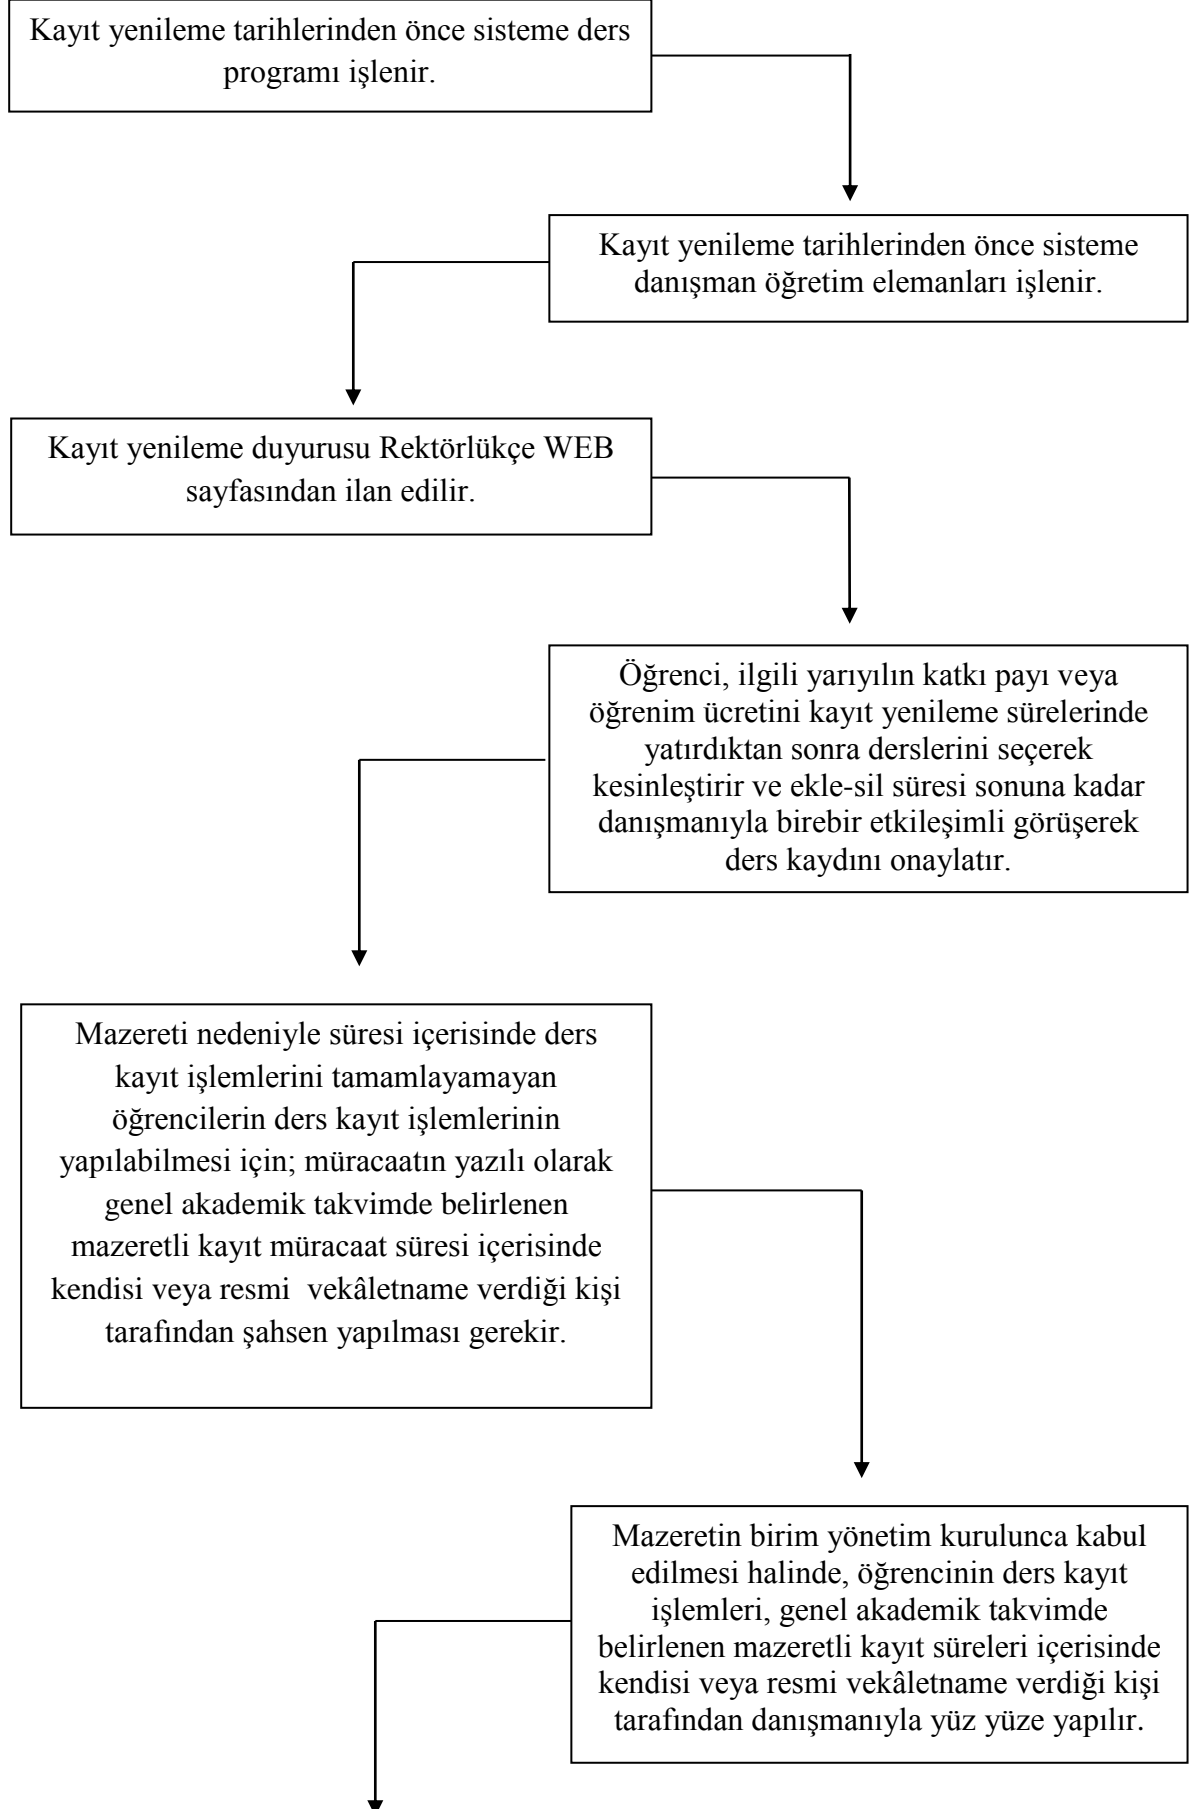 Kayıt yenileme tarihlerinden önce sisteme ders
programı işlenir.
Kayıt yenileme tarihlerinden önce sisteme
danışman öğretim elemanları işlenir.
Kayıt yenileme duyurusu Rektörlükçe WEB
sayfasından ilan edilir.
Öğrenci, ilgili yarıyılın katkı payı veya
öğrenim ücretini kayıt yenileme sürelerinde
yatırdıktan sonra derslerini seçerek
kesinleştirir ve ekle-sil süresi sonuna kadar
danışmanıyla birebir etkileşimli görüşerek
ders kaydını onaylatır.
Mazereti nedeniyle süresi içerisinde ders
kayıt işlemlerini tamamlayamayan
öğrencilerin ders kayıt işlemlerinin
yapılabilmesi için; müracaatın yazılı olarak
genel akademik takvimde belirlenen
mazeretli kayıt müracaat süresi içerisinde
kendisi veya resmi vekâletname verdiği kişi
tarafından şahsen yapılması gerekir.
Mazeretin birim yönetim kurulunca kabul
edilmesi halinde, öğrencinin ders kayıt
işlemleri, genel akademik takvimde
belirlenen mazeretli kayıt süreleri içerisinde
kendisi veya resmi vekâletname verdiği kişi
tarafından danışmanıyla yüz yüze yapılır.